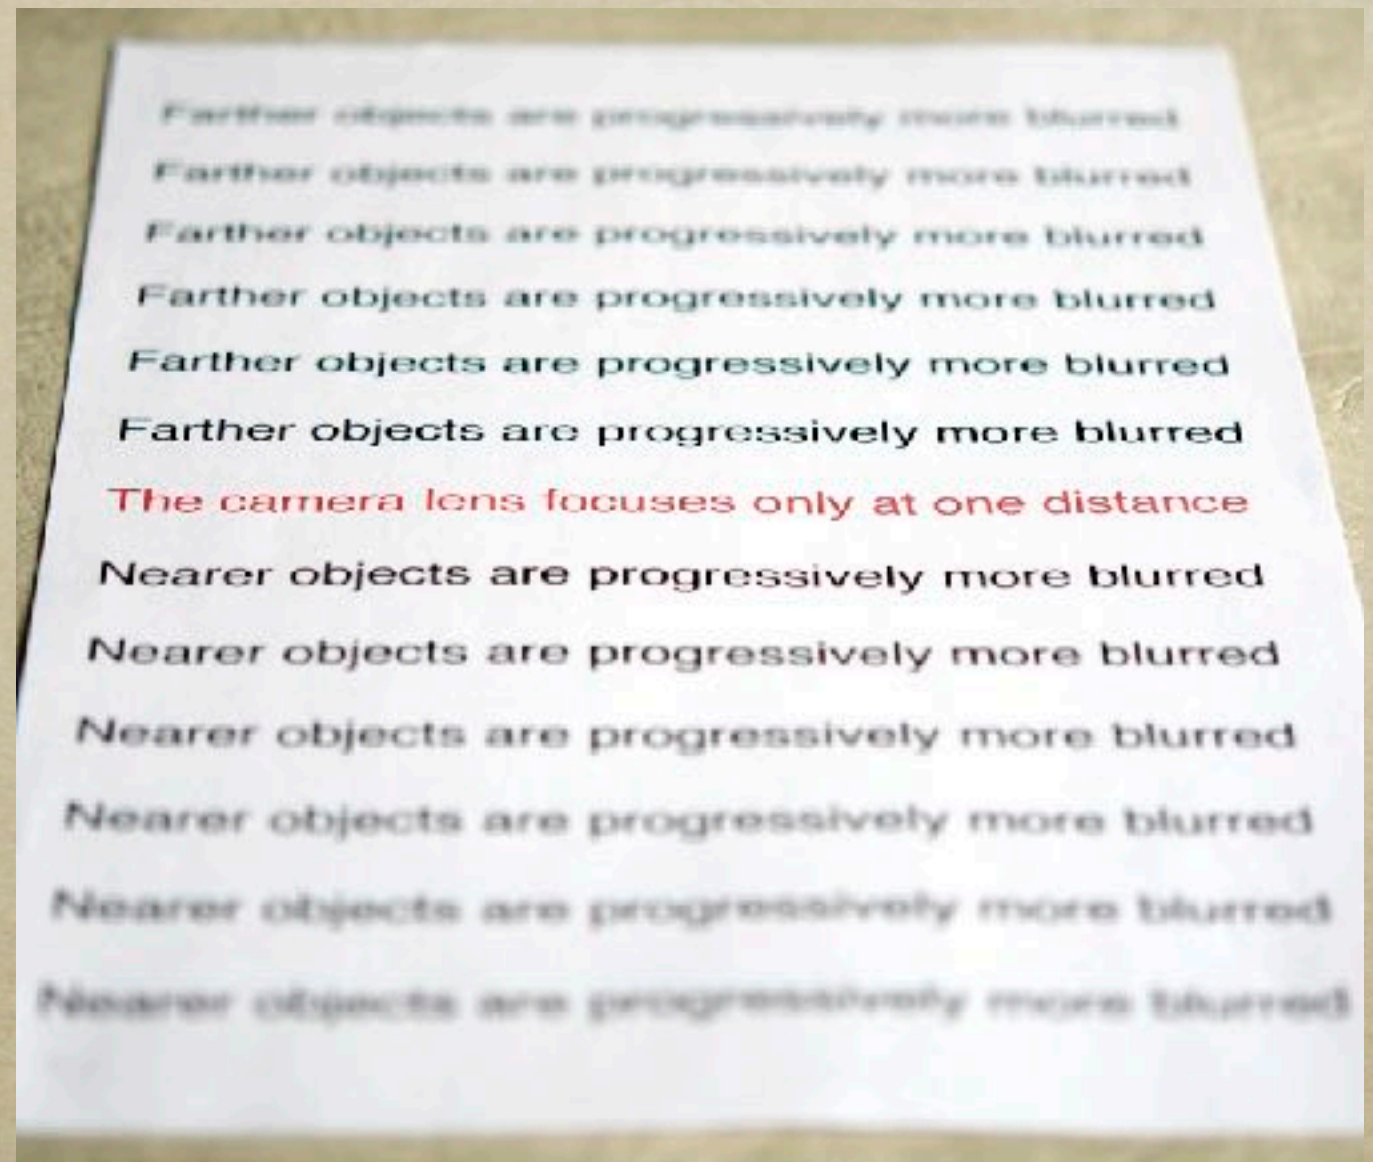 Farther objects are progressively more blurred
Farther objects are progressively more blurred
Farther objects are progressively more blurred
Farther objects are progressively more blurred
Farther objects are progressively more blurred
Farther objects are progressively more blurred
The camera lens focuses only at one distance
Nearer objects are progressively more blurred
Nearer objects are progressively more blurred
Nearer objects are progressively more blurred
Nearer objects are progressively more blurred
Nearer objects are progressively more blurred
Nearer objects are progressively more blurred